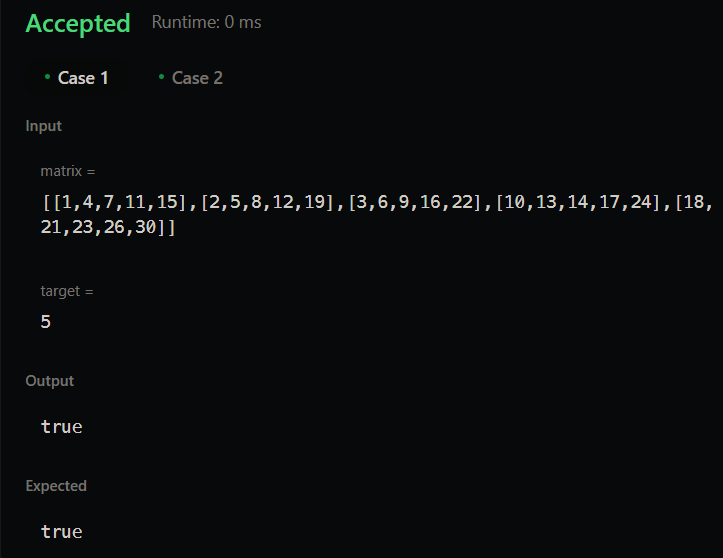 Accepted Runtime: 0 ms
• Case 1 • Case 2
Input
matrix =
[[1,4,7,11,15],[2,5,8,12,19],[3,6,9,16,22],[10,13,14,17,24],[18,
21,23,26,30]]
target =
5
Output
true
Expected
true